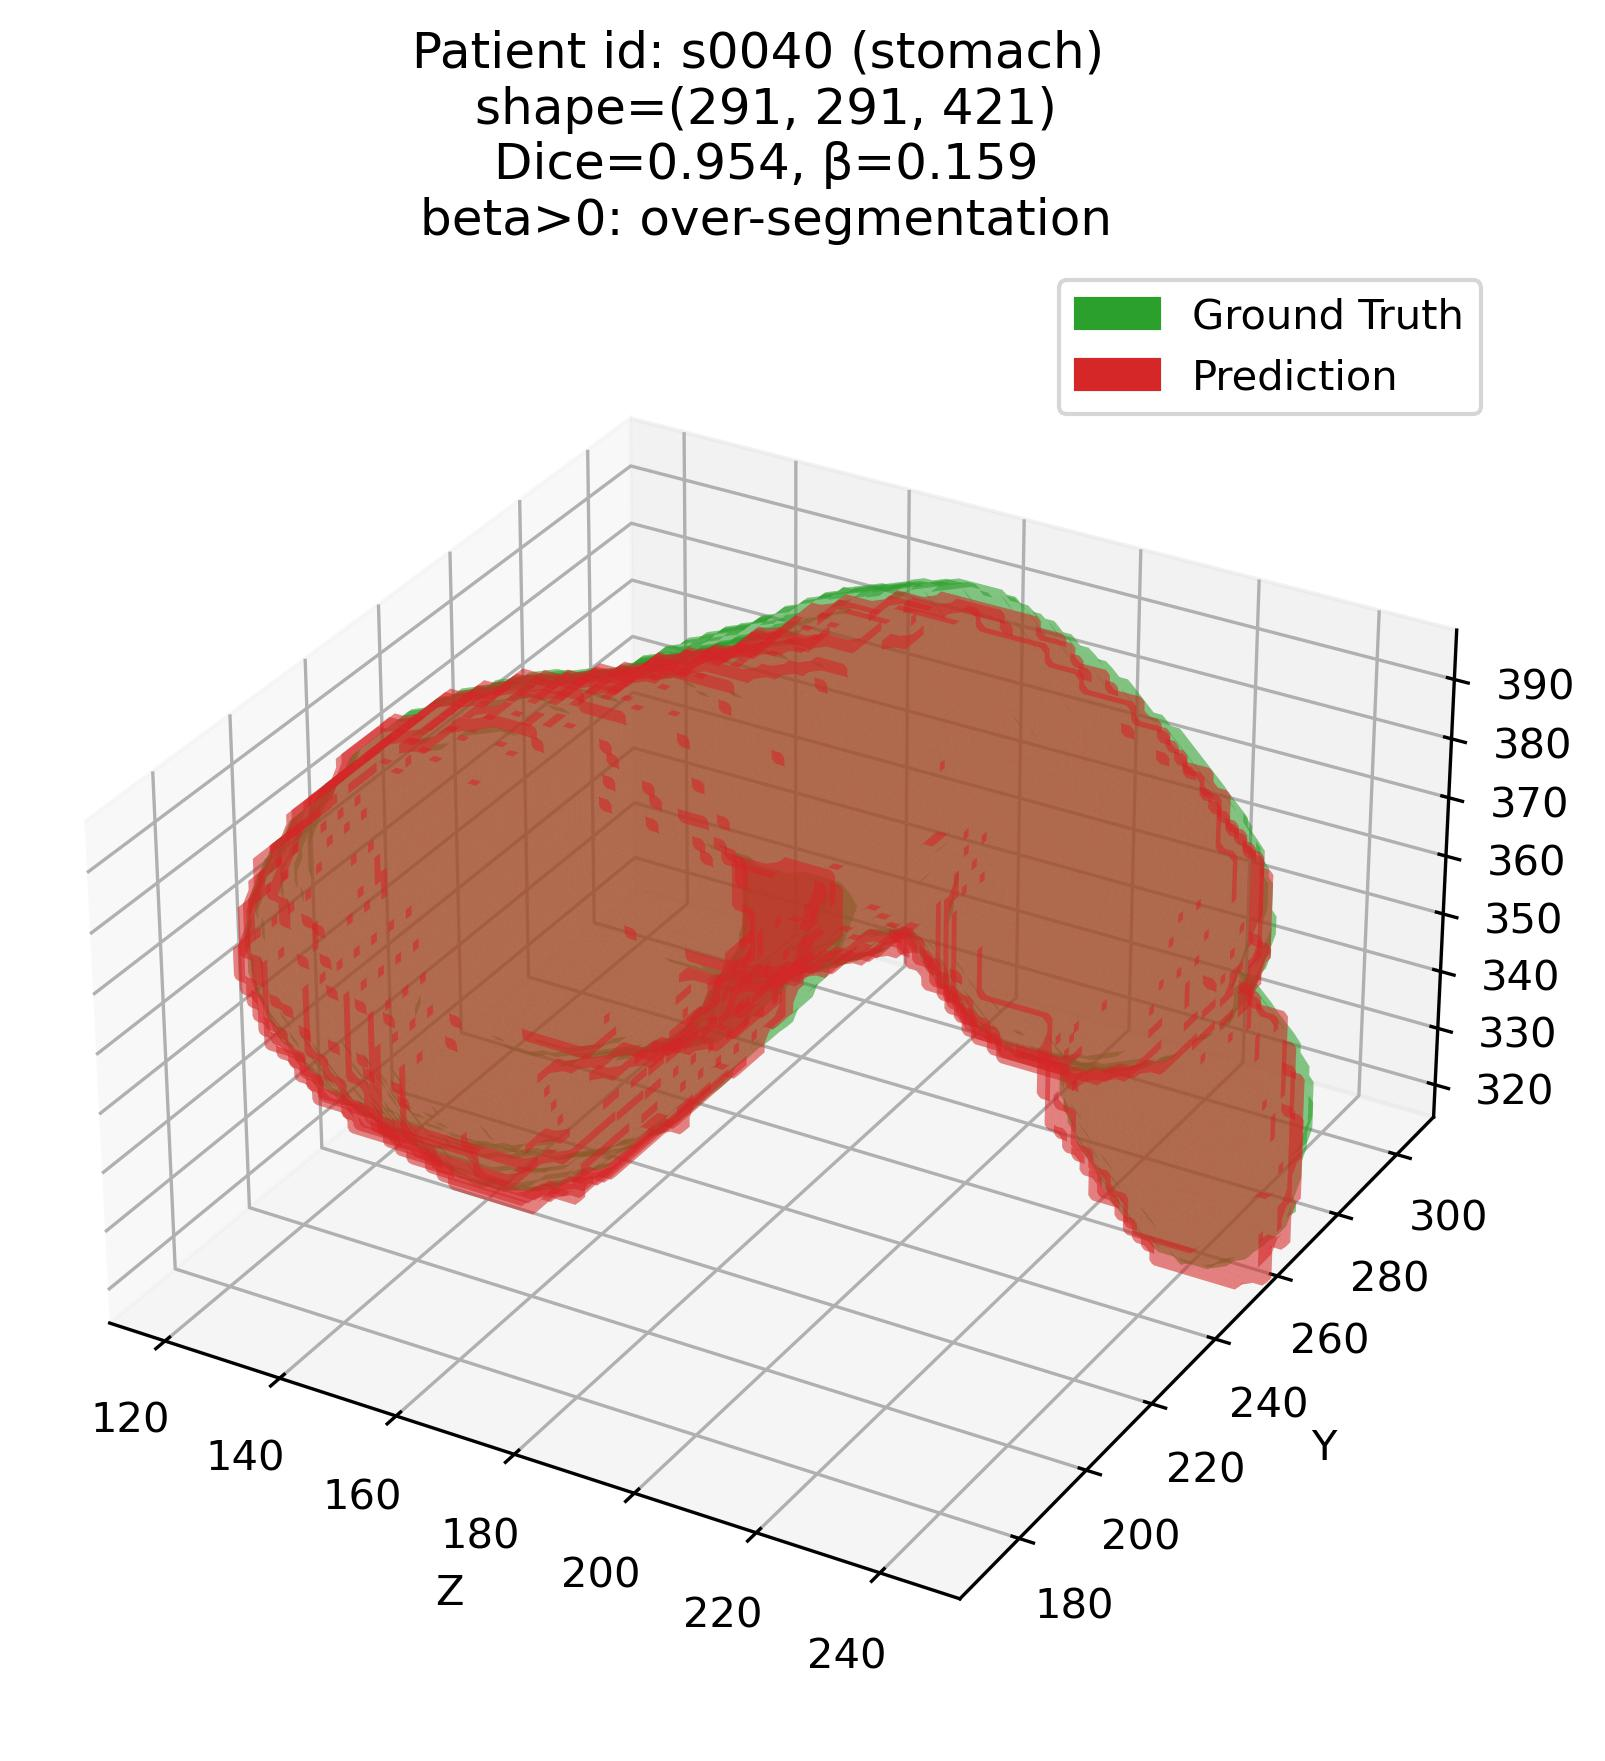 Patient id: s0040 (stomach)
shape=(291, 291, 421)
Dice=0.954, β=0.159
beta>0: over-segmentation
Ground Truth
Prediction
390
380
370
360
350
340
330
320
300
280
260
240
220
200
180
Y
120
140
160
180
200
220
240
Z